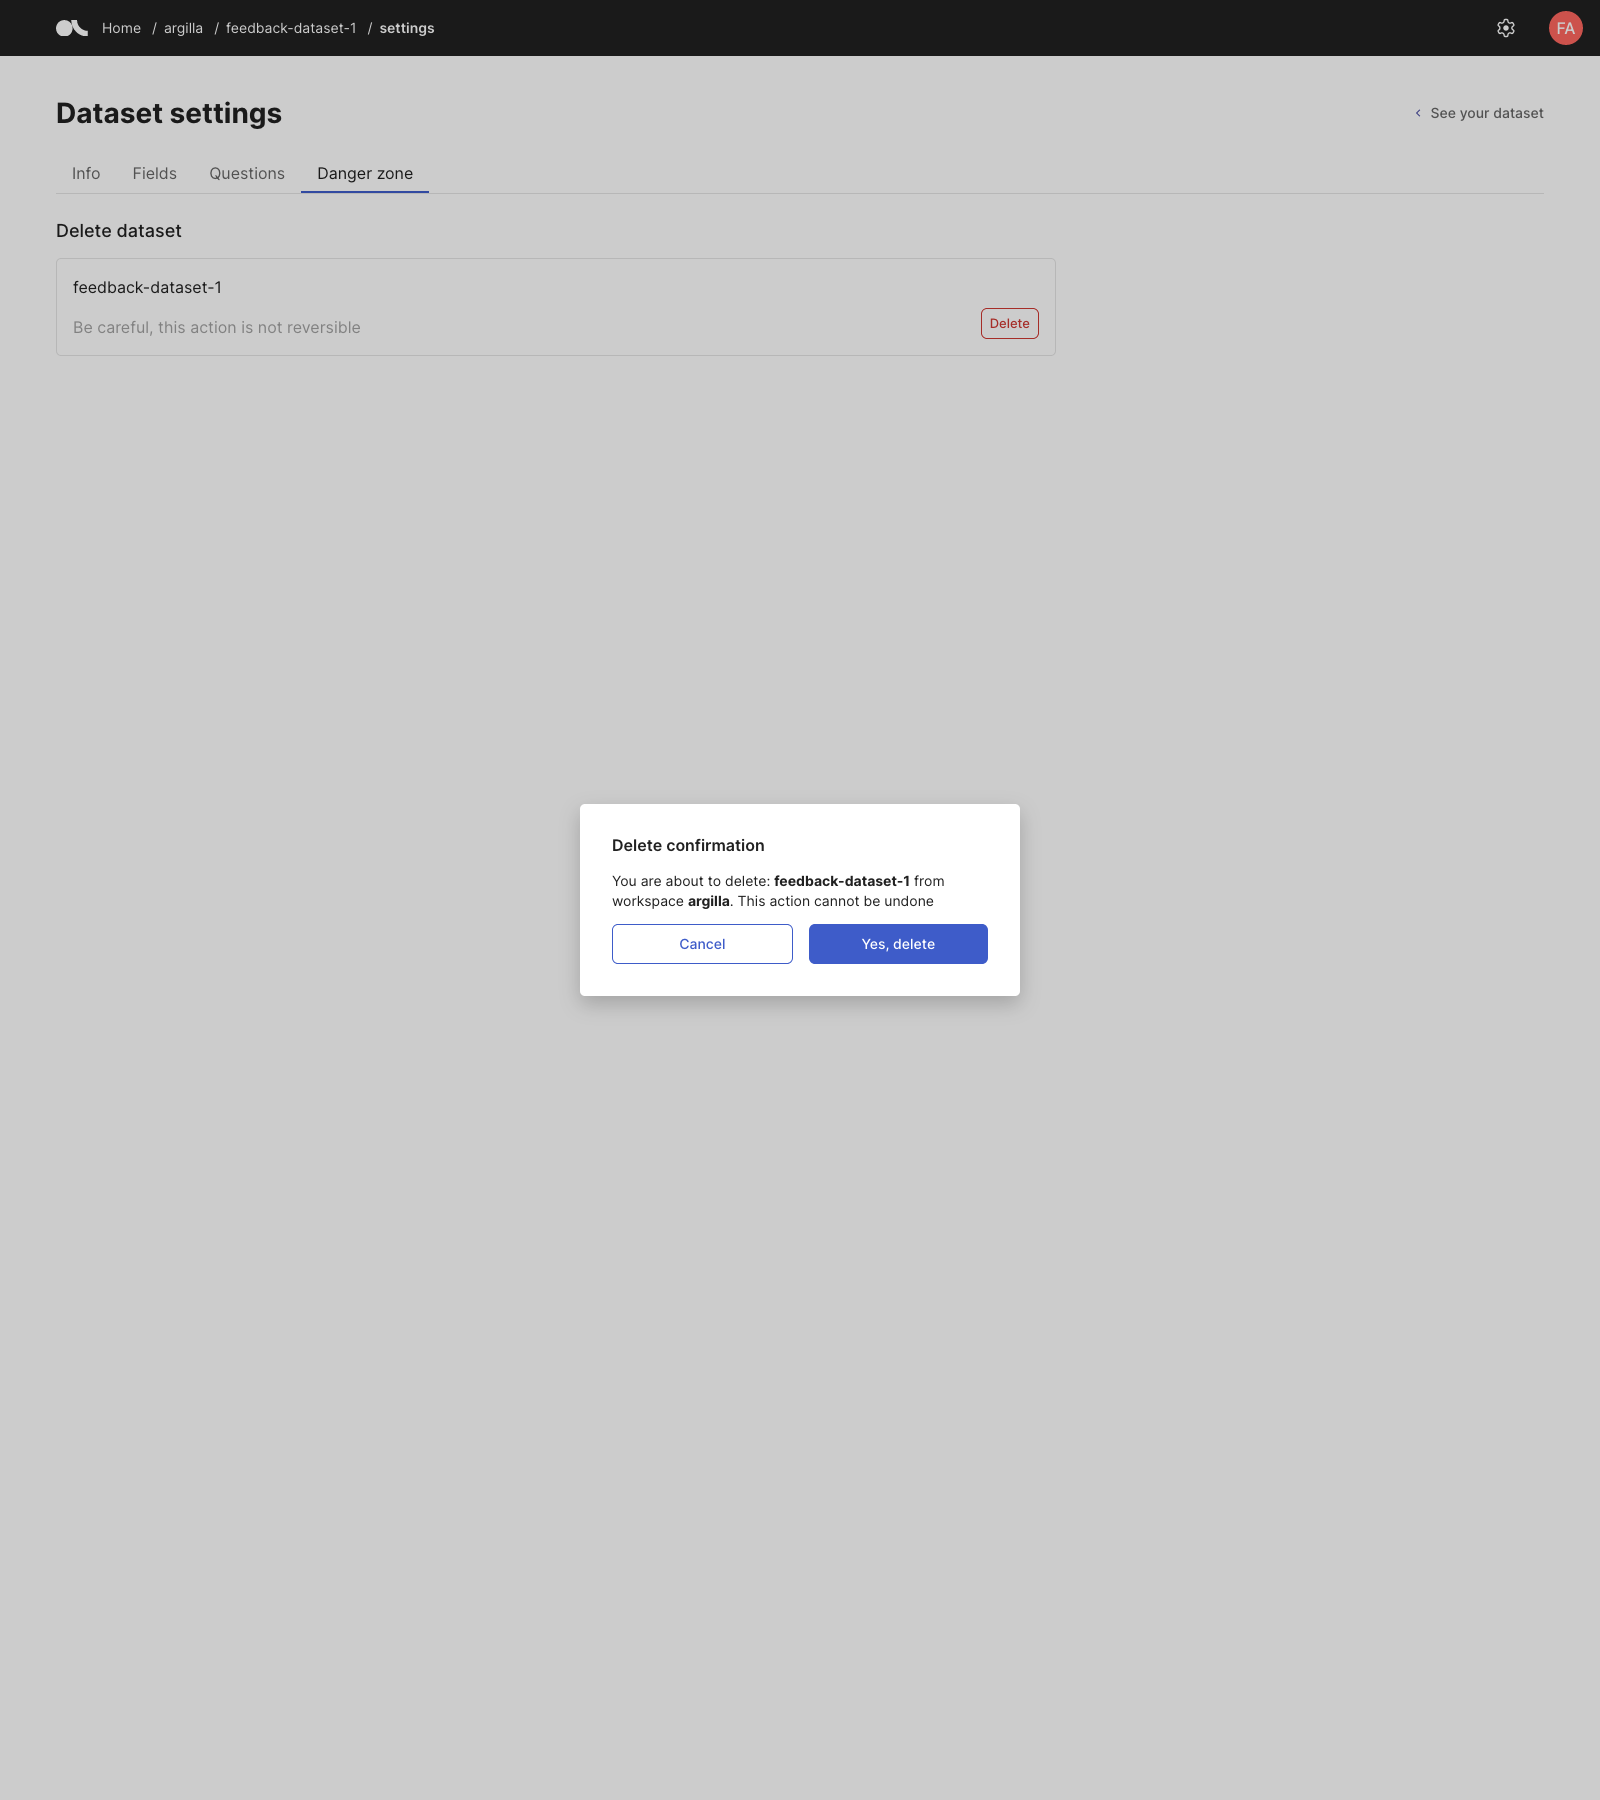 Home / argilla / feedback-dataset-1 / settings
FA
Dataset settings
See your dataset
Info Fields Questions Danger zone
Delete dataset
feedback-dataset-1
Be careful, this action is not reversible
Delete
Delete confirmation
You are about to delete: feedback-dataset-1 from
workspace argilla. This action cannot be undone
Cancel Yes, delete